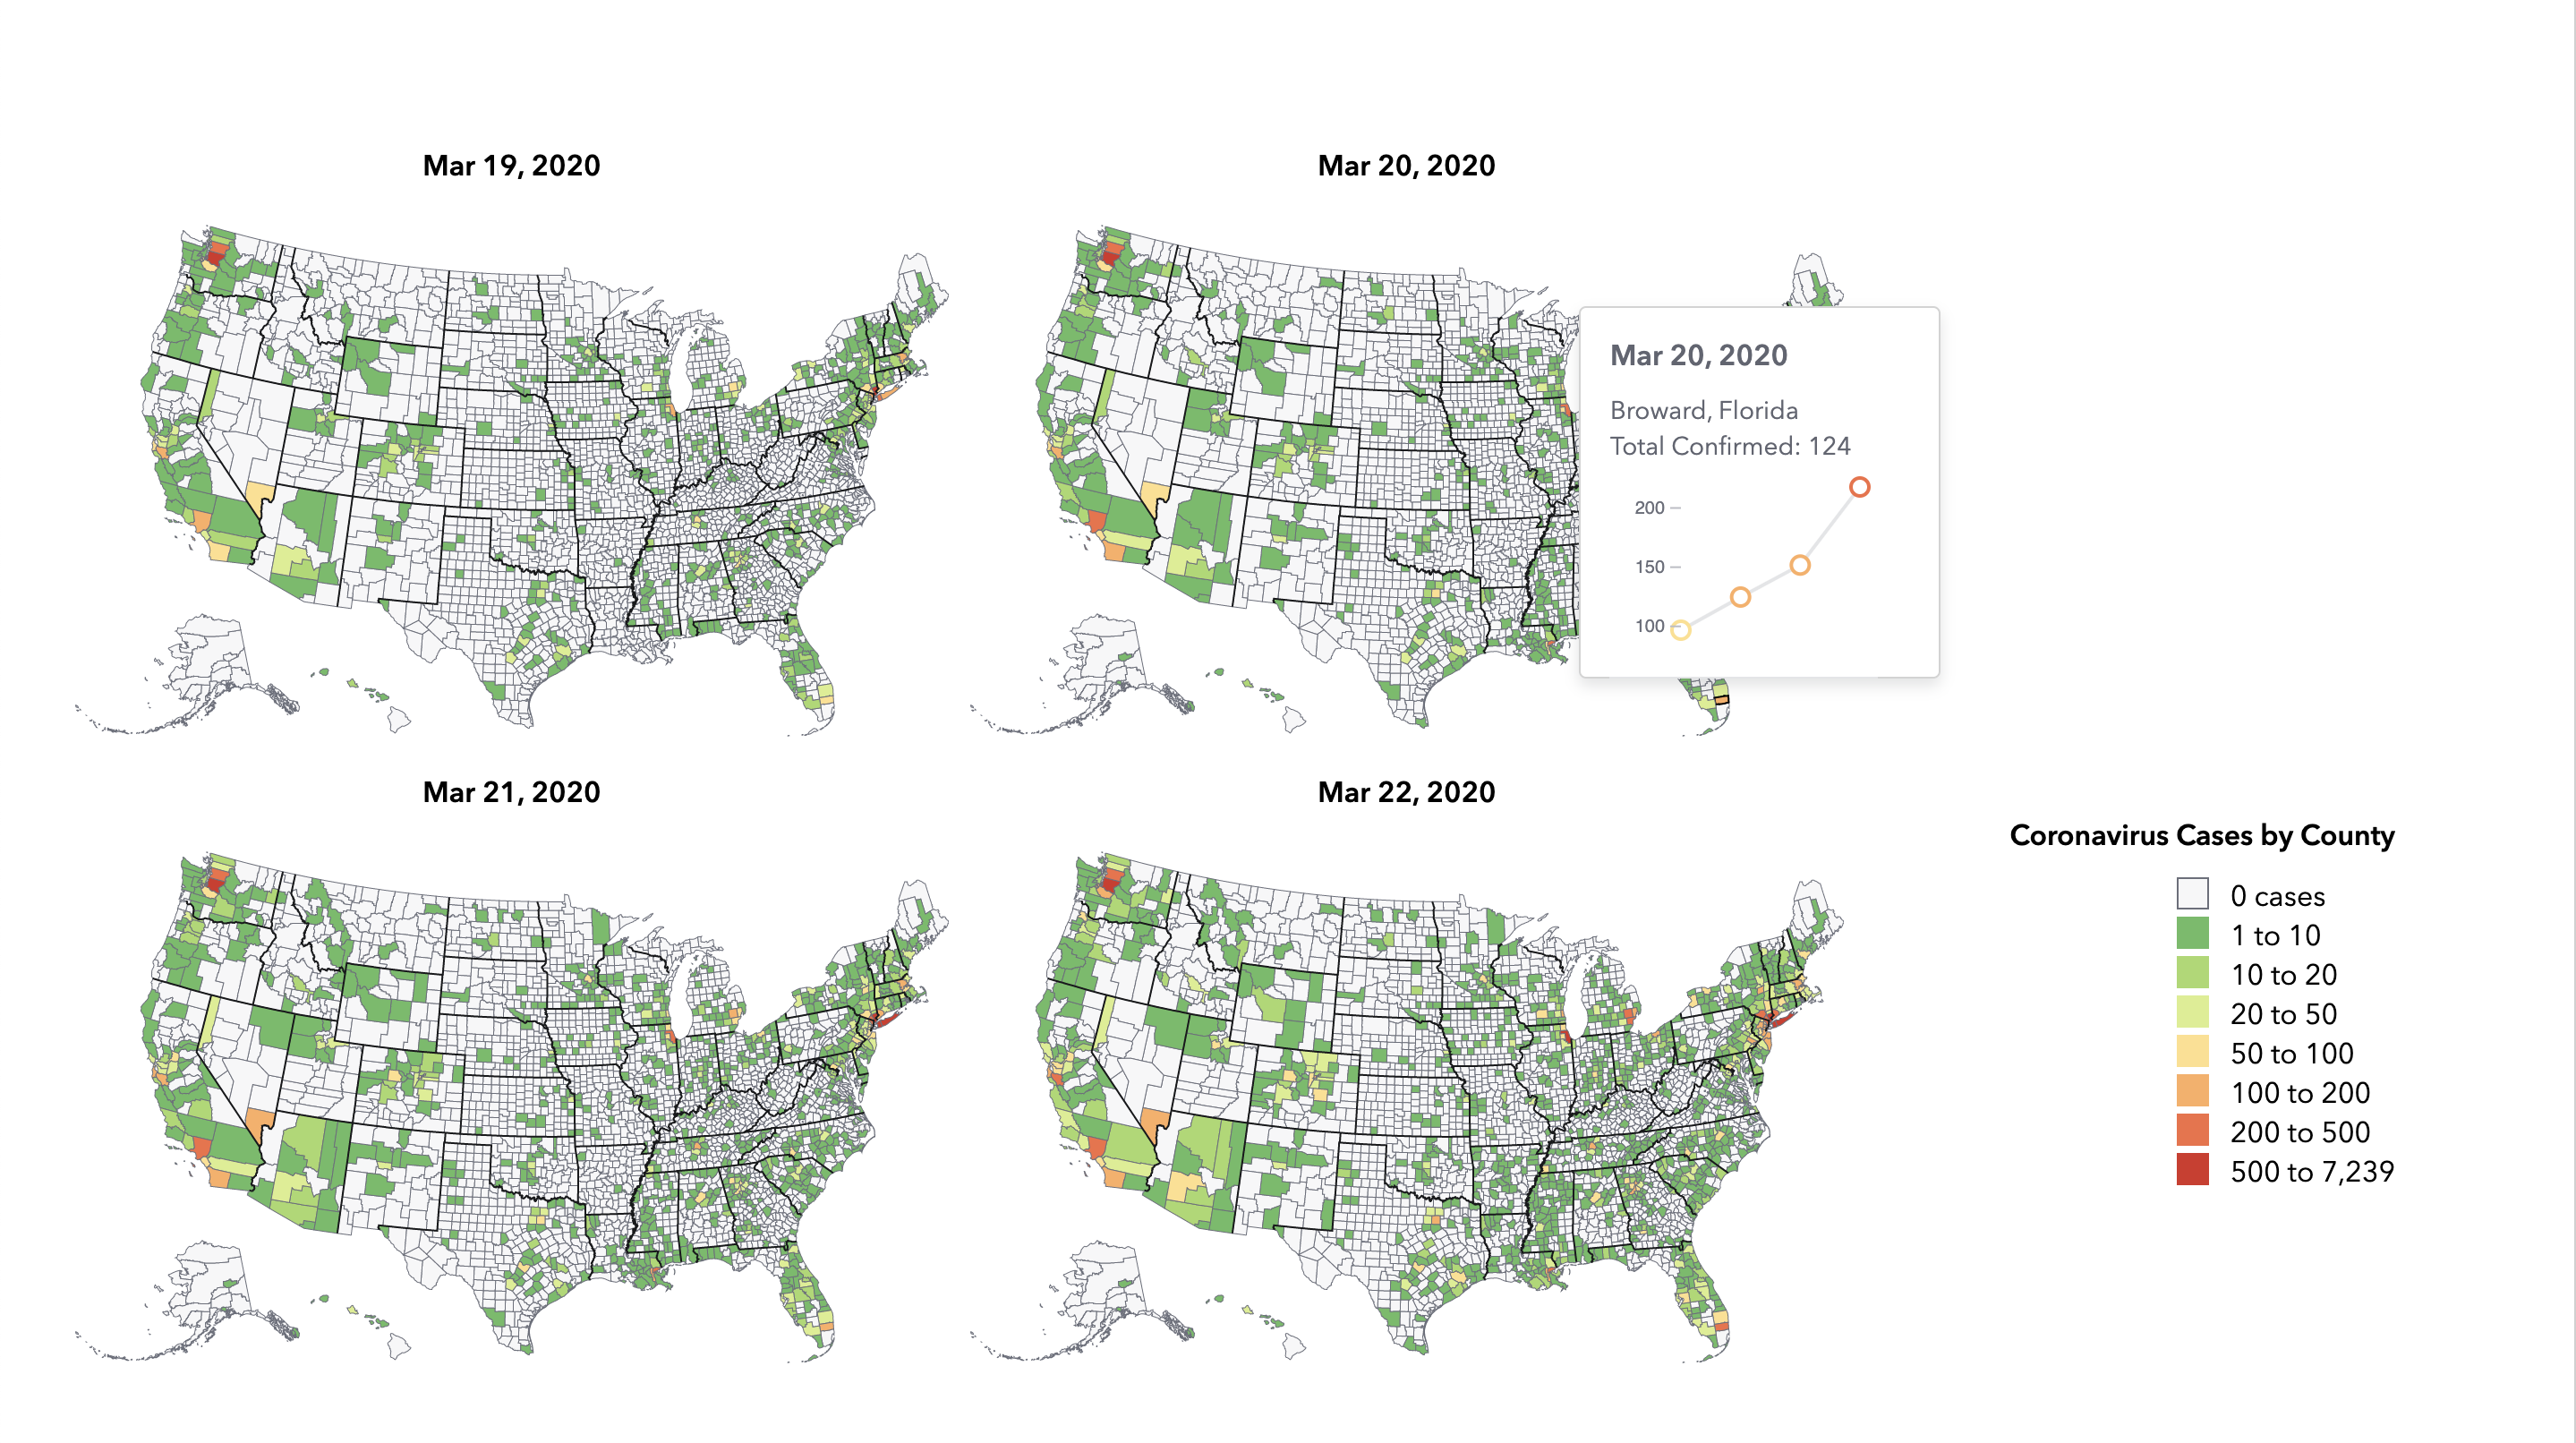 Mar 19, 2020
Mar 20, 2020
Mar 20, 2020
Broward, Florida
Total Confirmed: 124
200
150
100
Mar 21, 2020
Mar 22, 2020
Coronavirus Cases by County
0 cases
1 to 10
10 to 20
20 to 50
50 to 100
100 to 200
200 to 500
500 to 7,239